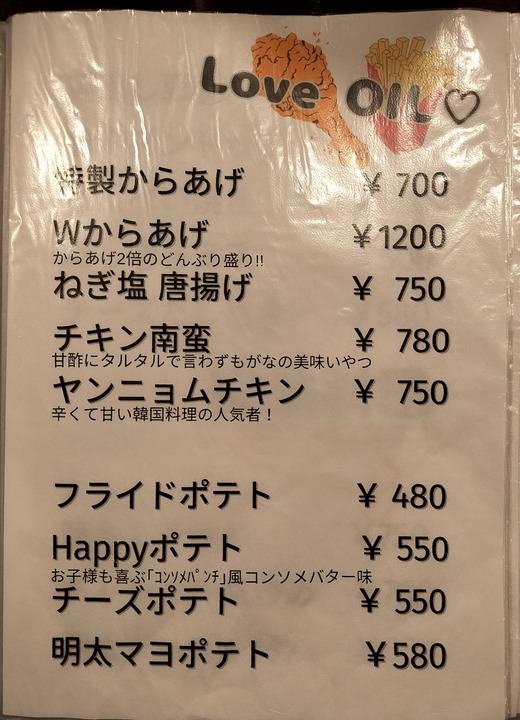 Love OIL♡
特製からあげ ¥ 700
Wからあげ ¥1200
からあげ2倍のどんぶり盛り!!
ねぎ塩 唐揚げ ¥ 750
チキン南蛮 ¥ 780
甘酢にタルタルで言わずもがなの美味いやつ
ヤンニョムチキン ¥ 750
辛くて甘い韓国料理の人気者!
フライドポテト ¥ 480
Happyポテト ¥ 550
お子様も喜ぶ｢ｺﾝｿﾒﾊﾟﾝﾁ｣風コンソメバター味
チーズポテト ¥ 550
明太マヨポテト ¥580